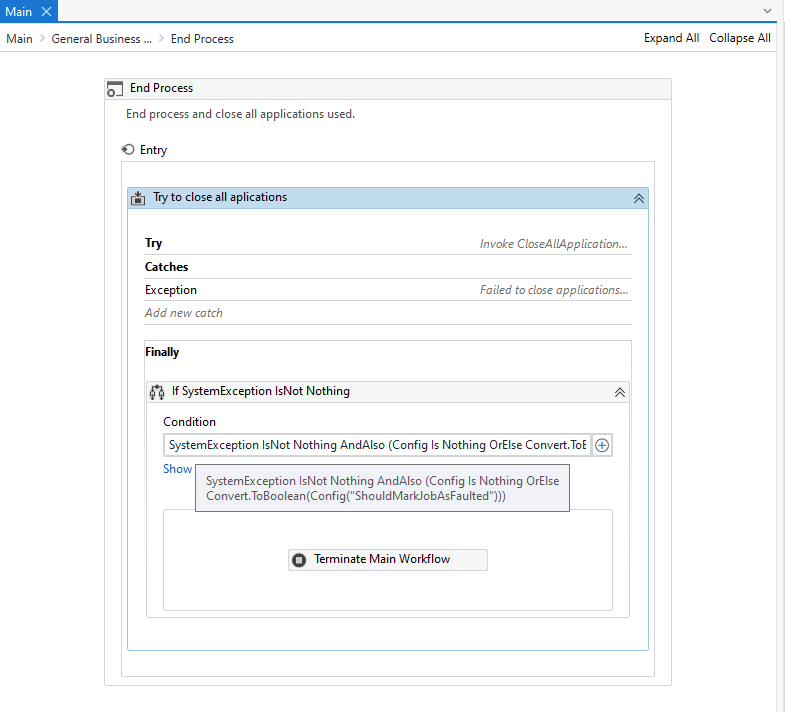 Main
Main > General Business ... > End Process
Expand All Collapse All
End Process
End process and close all applications used.
Entry
Try to close all aplications
Try
Invoke CloseAllApplication...
Catches
Exception
Failed to close applications...
Add new catch
Finally
If SystemException IsNot Nothing
Condition
SystemException IsNot Nothing AndAlso (Config Is Nothing OrElse Convert.ToB
Show
SystemException IsNot Nothing AndAlso (Config Is Nothing OrElse
Convert.ToBoolean(Config("ShouldMarkJobAsFaulted")))
Terminate Main Workflow